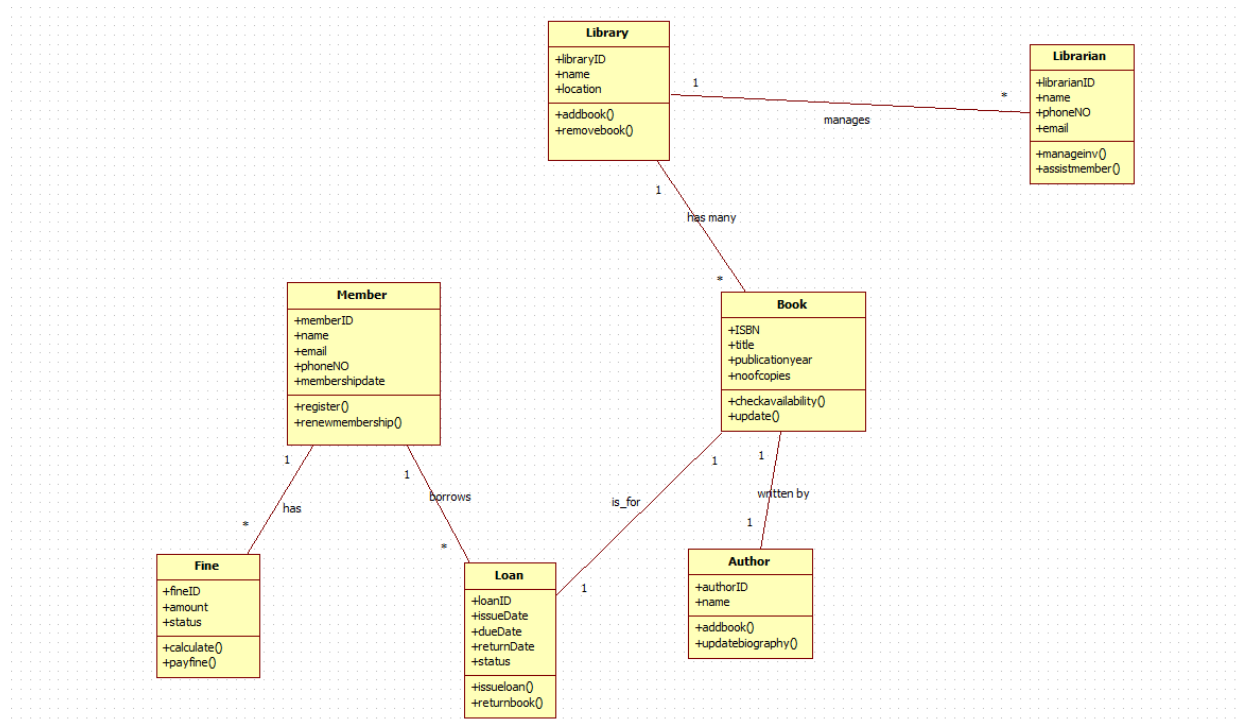 Library
+libraryID
+name
+location
+addbook()
+removebook()
Librarian
+librarianID
+name
+phoneNO
+email
+manageinv()
+assistmember()
1
*
manages
1
has many
*
Member
+memberID
+name
+email
+phoneNO
+membershipdate
+register()
+renewmembership()
Book
+ISBN
+title
+publicationyear
+noofcopies
+checkavailability()
+update()
1
has
*
1
borrows
*
1
is_for
1
1
written by
1
Fine
+fineID
+amount
+status
+calculate()
+payfine()
Loan
+loanID
+issueDate
+dueDate
+returnDate
+status
+issueloan()
+returnbook()
Author
+authorID
+name
+addbook()
+updatebiography()